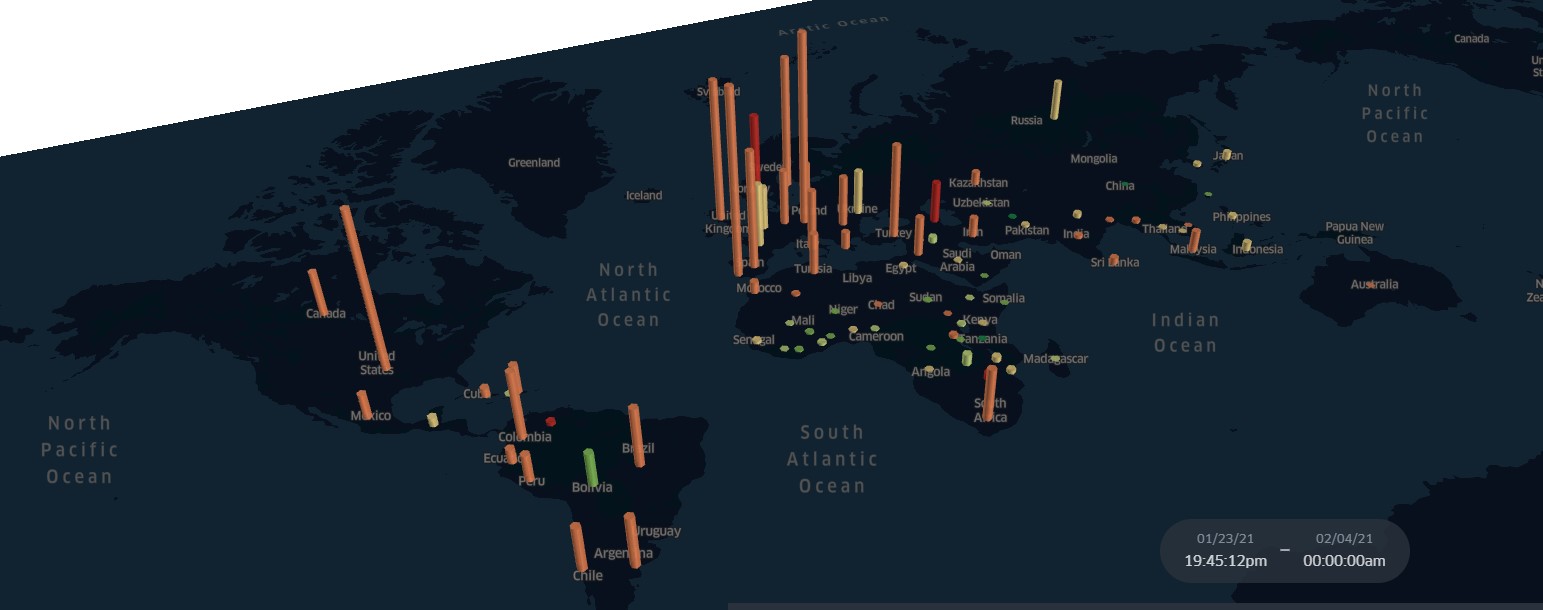 Arctic Ocean
Canada
North
Pacific
Ocean
Greenland
Iceland
Russia
Mongolia
Kazakhstan
Uzbekistan
China
Japan
Poland
Ukraine
United
Kingdom
Spain
Tunisia
Turkey
Iran
Pakistan
India
Thailand
Philippines
Malaysia
Indonesia
Papua New
Guinea
Morocco
Libya
Egypt
Saudi
Arabia
Oman
Sri Lanka
Australia
North
Atlantic
Ocean
Mali
Niger
Chad
Sudan
Somalia
Senegal
Cameroon
Kenya
Tanzania
Angola
Madagascar
South
Africa
Indian
Ocean
Canada
United
States
Mexico
Cuba
Colombia
Ecuador
Peru
Brazil
Bolivia
Uruguay
Argentina
Chile
North
Pacific
Ocean
South
Atlantic
Ocean
01/23/21
19:45:12pm
–
02/04/21
00:00:00am